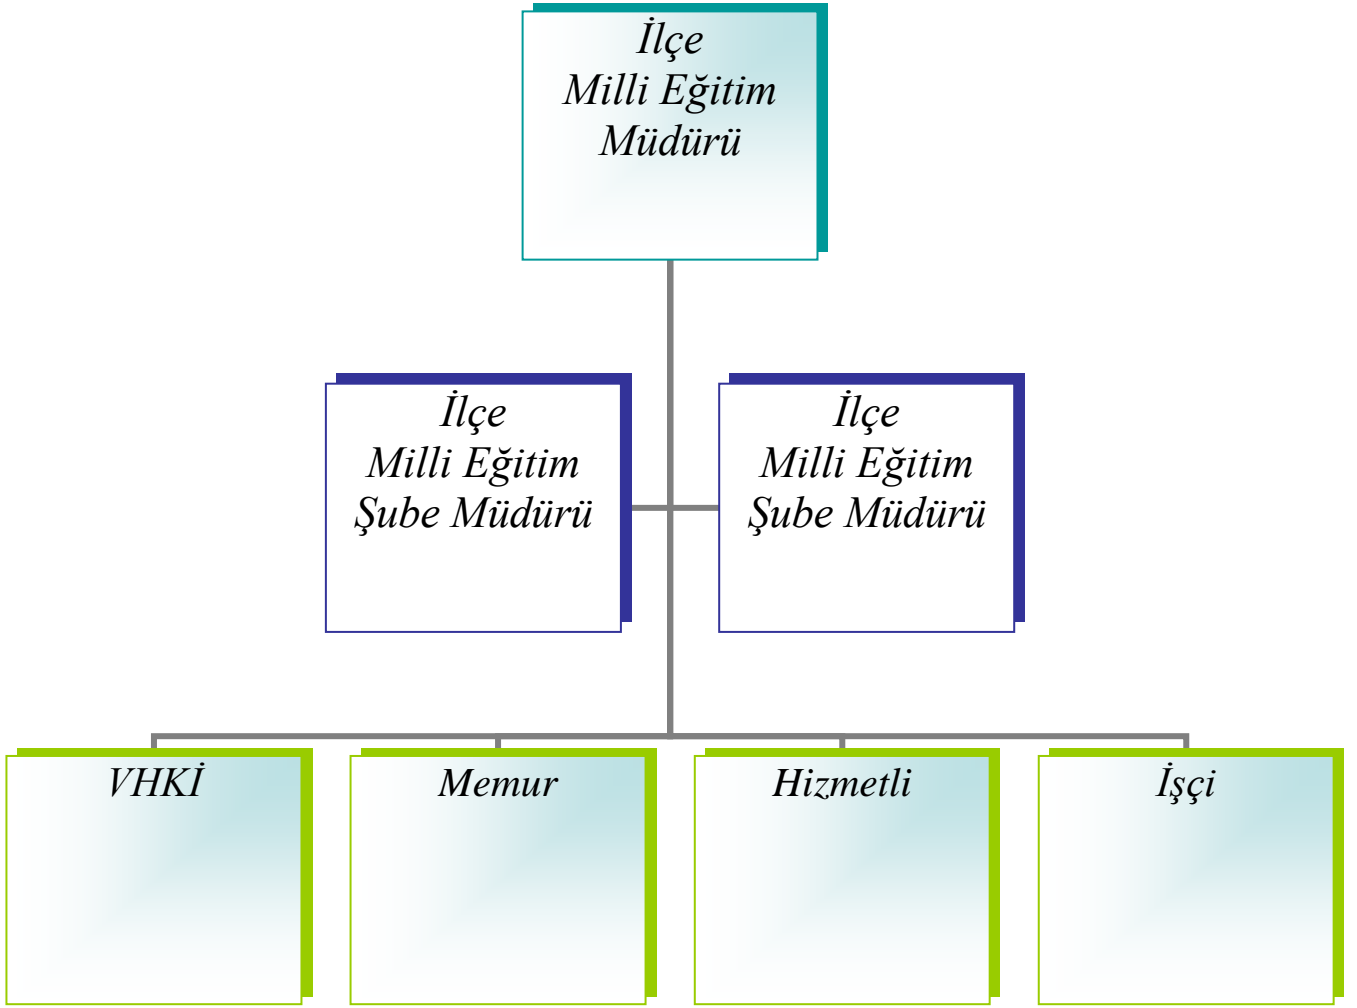 İlçe
Milli Eğitim
Müdürü
İlçe
Milli Eğitim
Şube Müdürü
İlçe
Milli Eğitim
Şube Müdürü
VHKİ
Memur
Hizmetli
İşçi